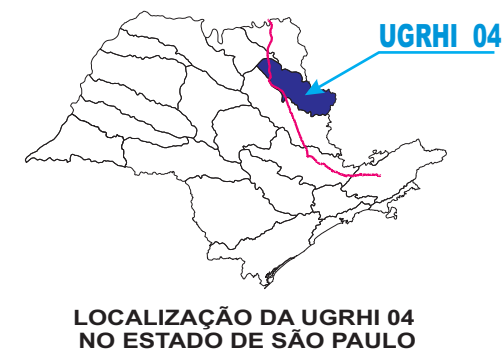 UGRHI 04
LOCALIZAÇÃO DA UGRHI 04
NO ESTADO DE SÃO PAULO